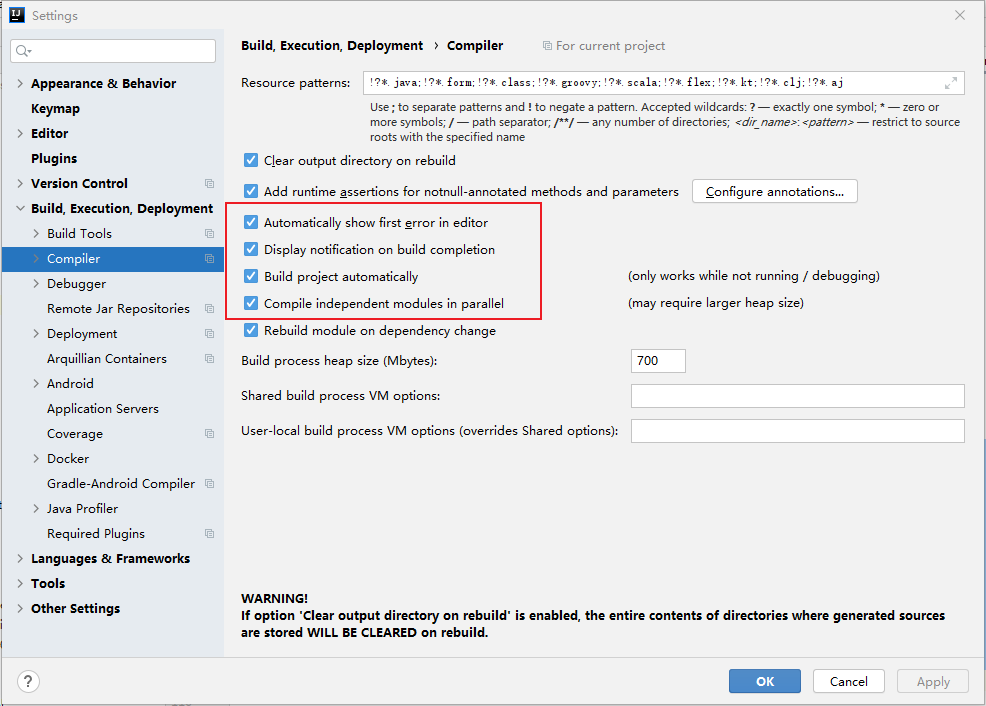 Settings
Appearance & Behavior
Keymap
Editor
Plugins
Version Control
Build, Execution, Deployment
Build Tools
Compiler
Debugger
Remote Jar Repositories
Deployment
Arquillian Containers
Android
Application Servers
Coverage
Docker
Gradle-Android Compiler
Java Profiler
Required Plugins
Languages & Frameworks
Tools
Other Settings
Build, Execution, Deployment › Compiler For current project
Resource patterns: !?*.java;!?*.form;!?*.class;!?*.groovy;!?*.scala;!?*.flex;!?*.kt;!?*.clj;!?*.aj
Use ; to separate patterns and ! to negate a pattern. Accepted wildcards: ? — exactly one symbol; * — zero or
more symbols; / — path separator; /**/ — any number of directories; <dir_name>:<pattern> — restrict to source
roots with the specified name
Clear output directory on rebuild
Add runtime assertions for notnull-annotated methods and parameters Configure annotations...
Automatically show first error in editor
Display notification on build completion
Build project automatically (only works while not running / debugging)
Compile independent modules in parallel (may require larger heap size)
Rebuild module on dependency change
Build process heap size (Mbytes): 700
Shared build process VM options:
User-local build process VM options (overrides Shared options):
WARNING!
If option 'Clear output directory on rebuild' is enabled, the entire contents of directories where generated sources
are stored WILL BE CLEARED on rebuild.
? OK Cancel Apply